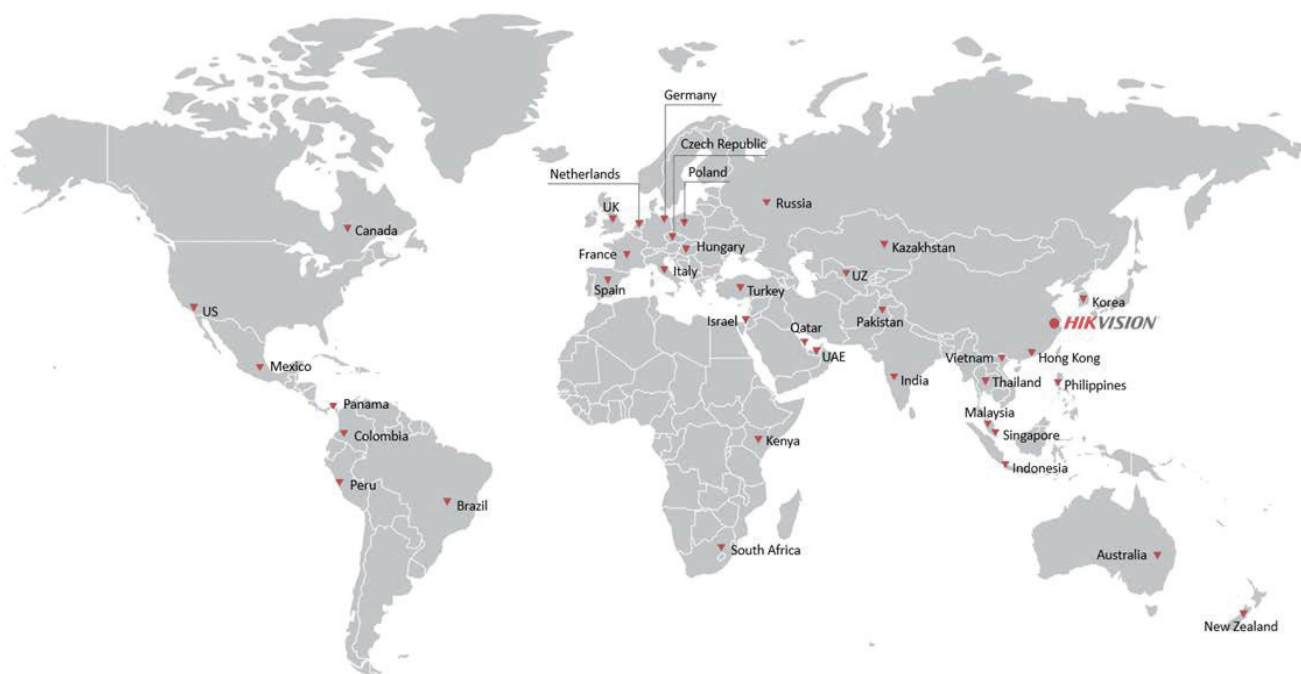 Germany
Czech Republic
Netherlands
Poland
UK
Russia
Canada
Kazakhstan
Hungary
France
Italy
UZ
Spain
Turkey
Korea
US
Israel
Pakistan
HIKVISION
Qatar
UAE
Vietnam
Hong Kong
Mexico
India
Thailand
Philippines
Panama
Malaysia
Colombia
Singapore
Kenya
Indonesia
Peru
Brazil
South Africa
Australia
New Zealand